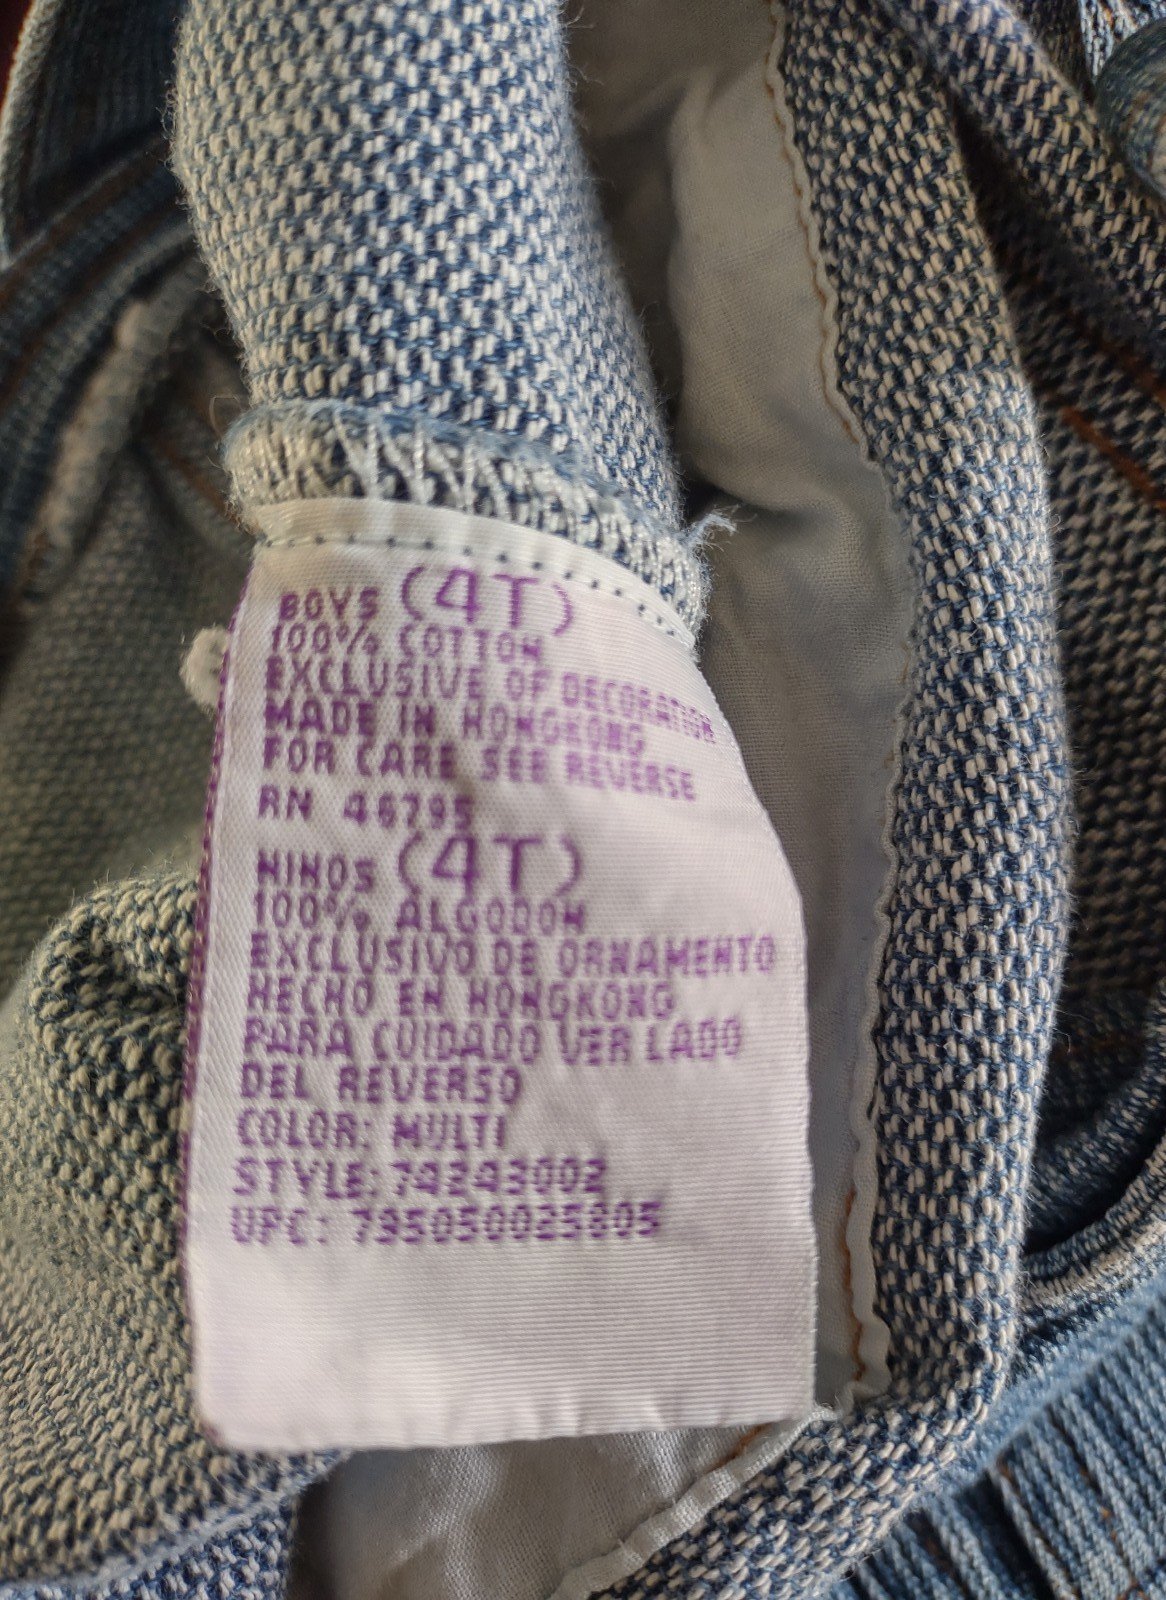 BOYS (4T)
100% COTTON
EXCLUSIVE OF DECORATION
MADE IN HONGKONG
FOR CARE SEE REVERSE
RN 46795
NINOS (4T)
100% ALGODON
EXCLUSIVO DE ORNAMENTO
HECHO EN HONGKONG
PARA CUIDADO VER LADO
DEL REVERSO
COLOR: MULTI
STYLE: 74243002
UPC: 795050025805